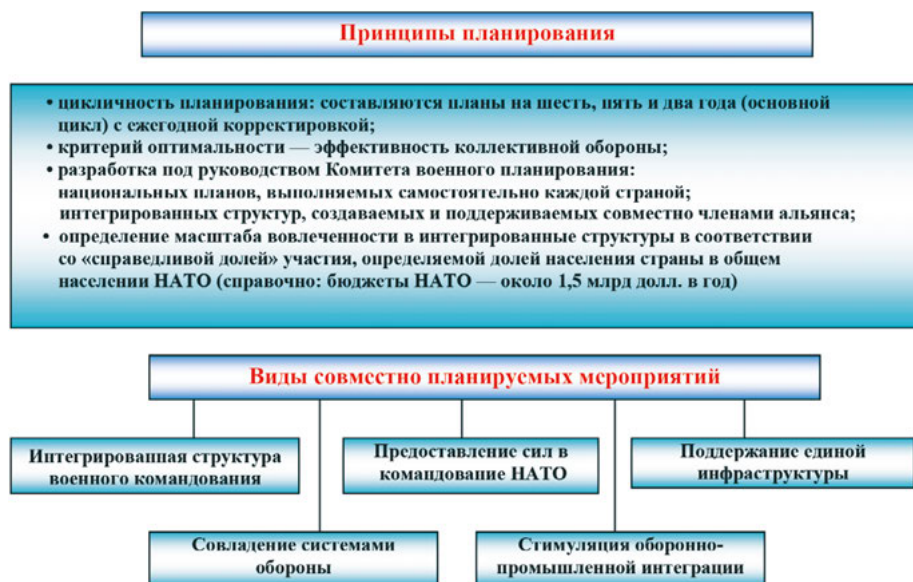 Принципы планирования
• цикличность планирования: составляются планы на шесть, пять и два года (основной
цикл) с ежегодной корректировкой;
• критерий оптимальности — эффективность коллективной обороны;
• разработка под руководством Комитета военного планирования:
национальных планов, выполняемых самостоятельно каждой страной;
интегрированных структур, создаваемых и поддерживаемых совместно членами альянса;
• определение масштаба вовлеченности в интегрированные структуры в соответствии
со «справедливой долей» участия, определяемой долей населения страны в общем
населении НАТО (справочно: бюджеты НАТО — около 1,5 млрд долл. в год)
Виды совместно планируемых мероприятий
Интегрированная структура
военного командования
Предоставление сил в
командование НАТО
Поддержание единой
инфраструктуры
Совладение системами
обороны
Стимуляция оборонно-
промышленной интеграции